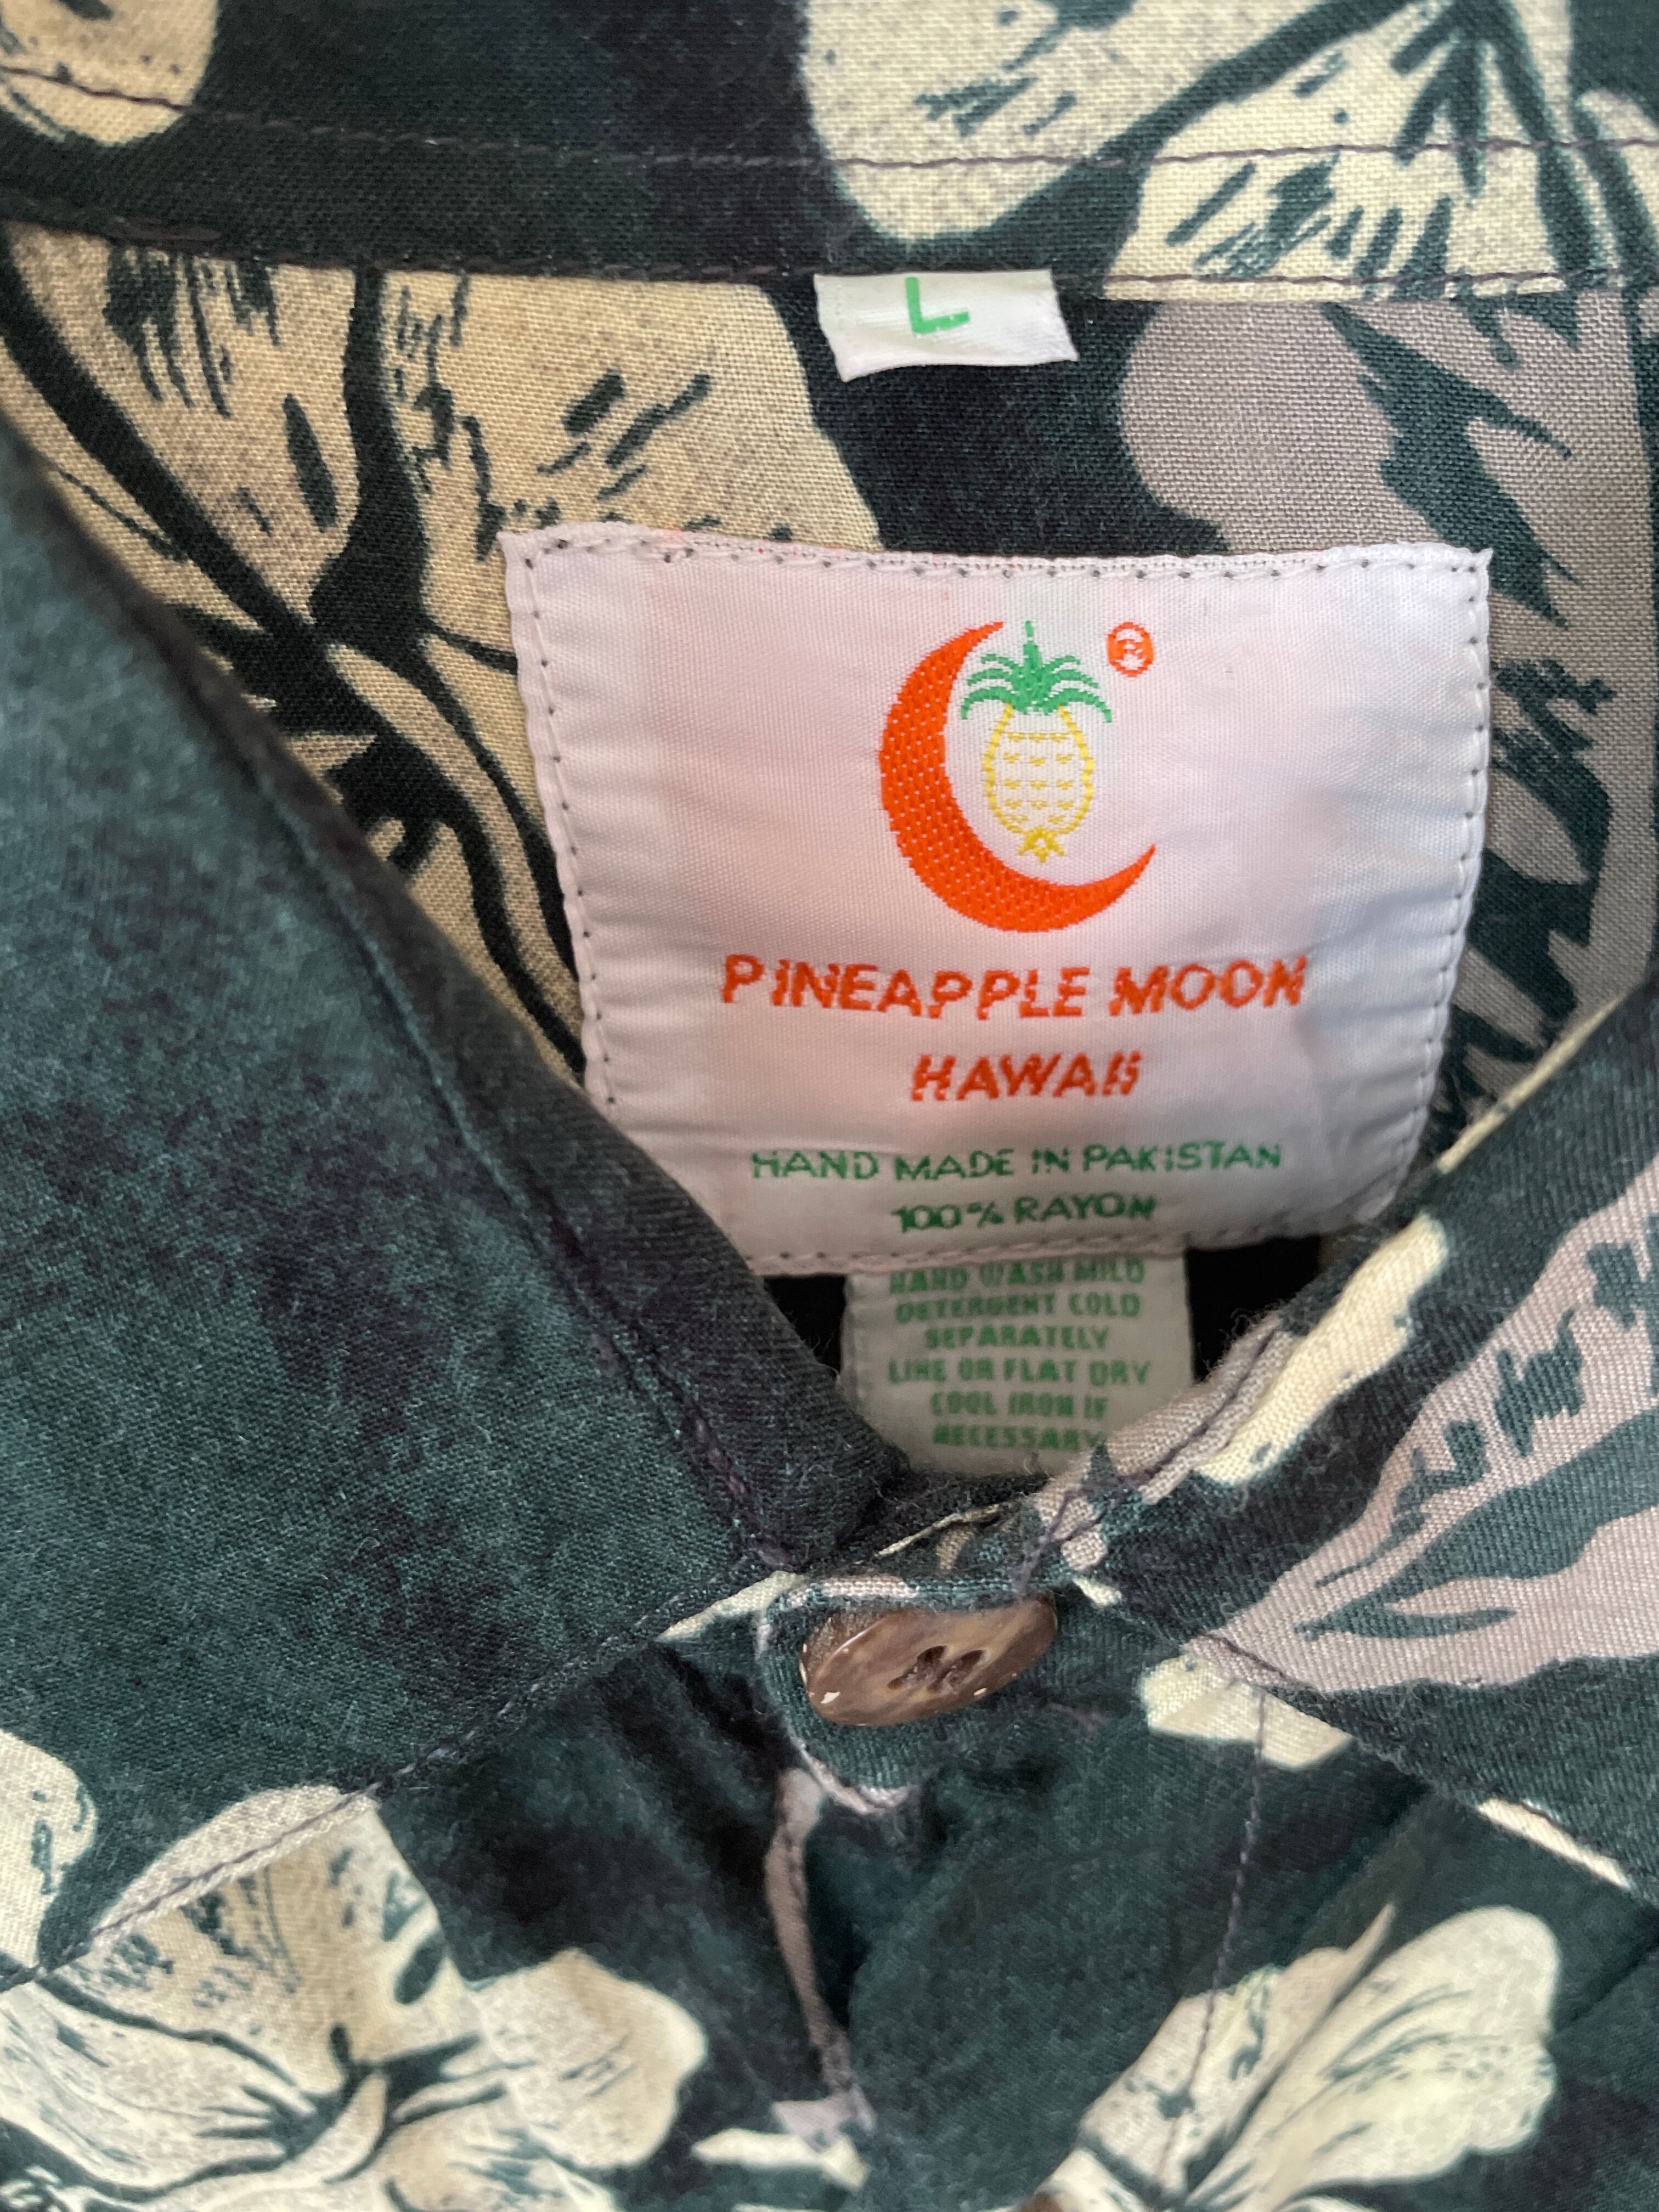 L
®
PINEAPPLE MOON
HAWAII
HAND MADE IN PAKISTAN
100% RAYON
HAND WASH MILD
DETERGENT COLD
SEPARATELY
LINE OR FLAT DRY
COOL IRON IF
NECESSARY